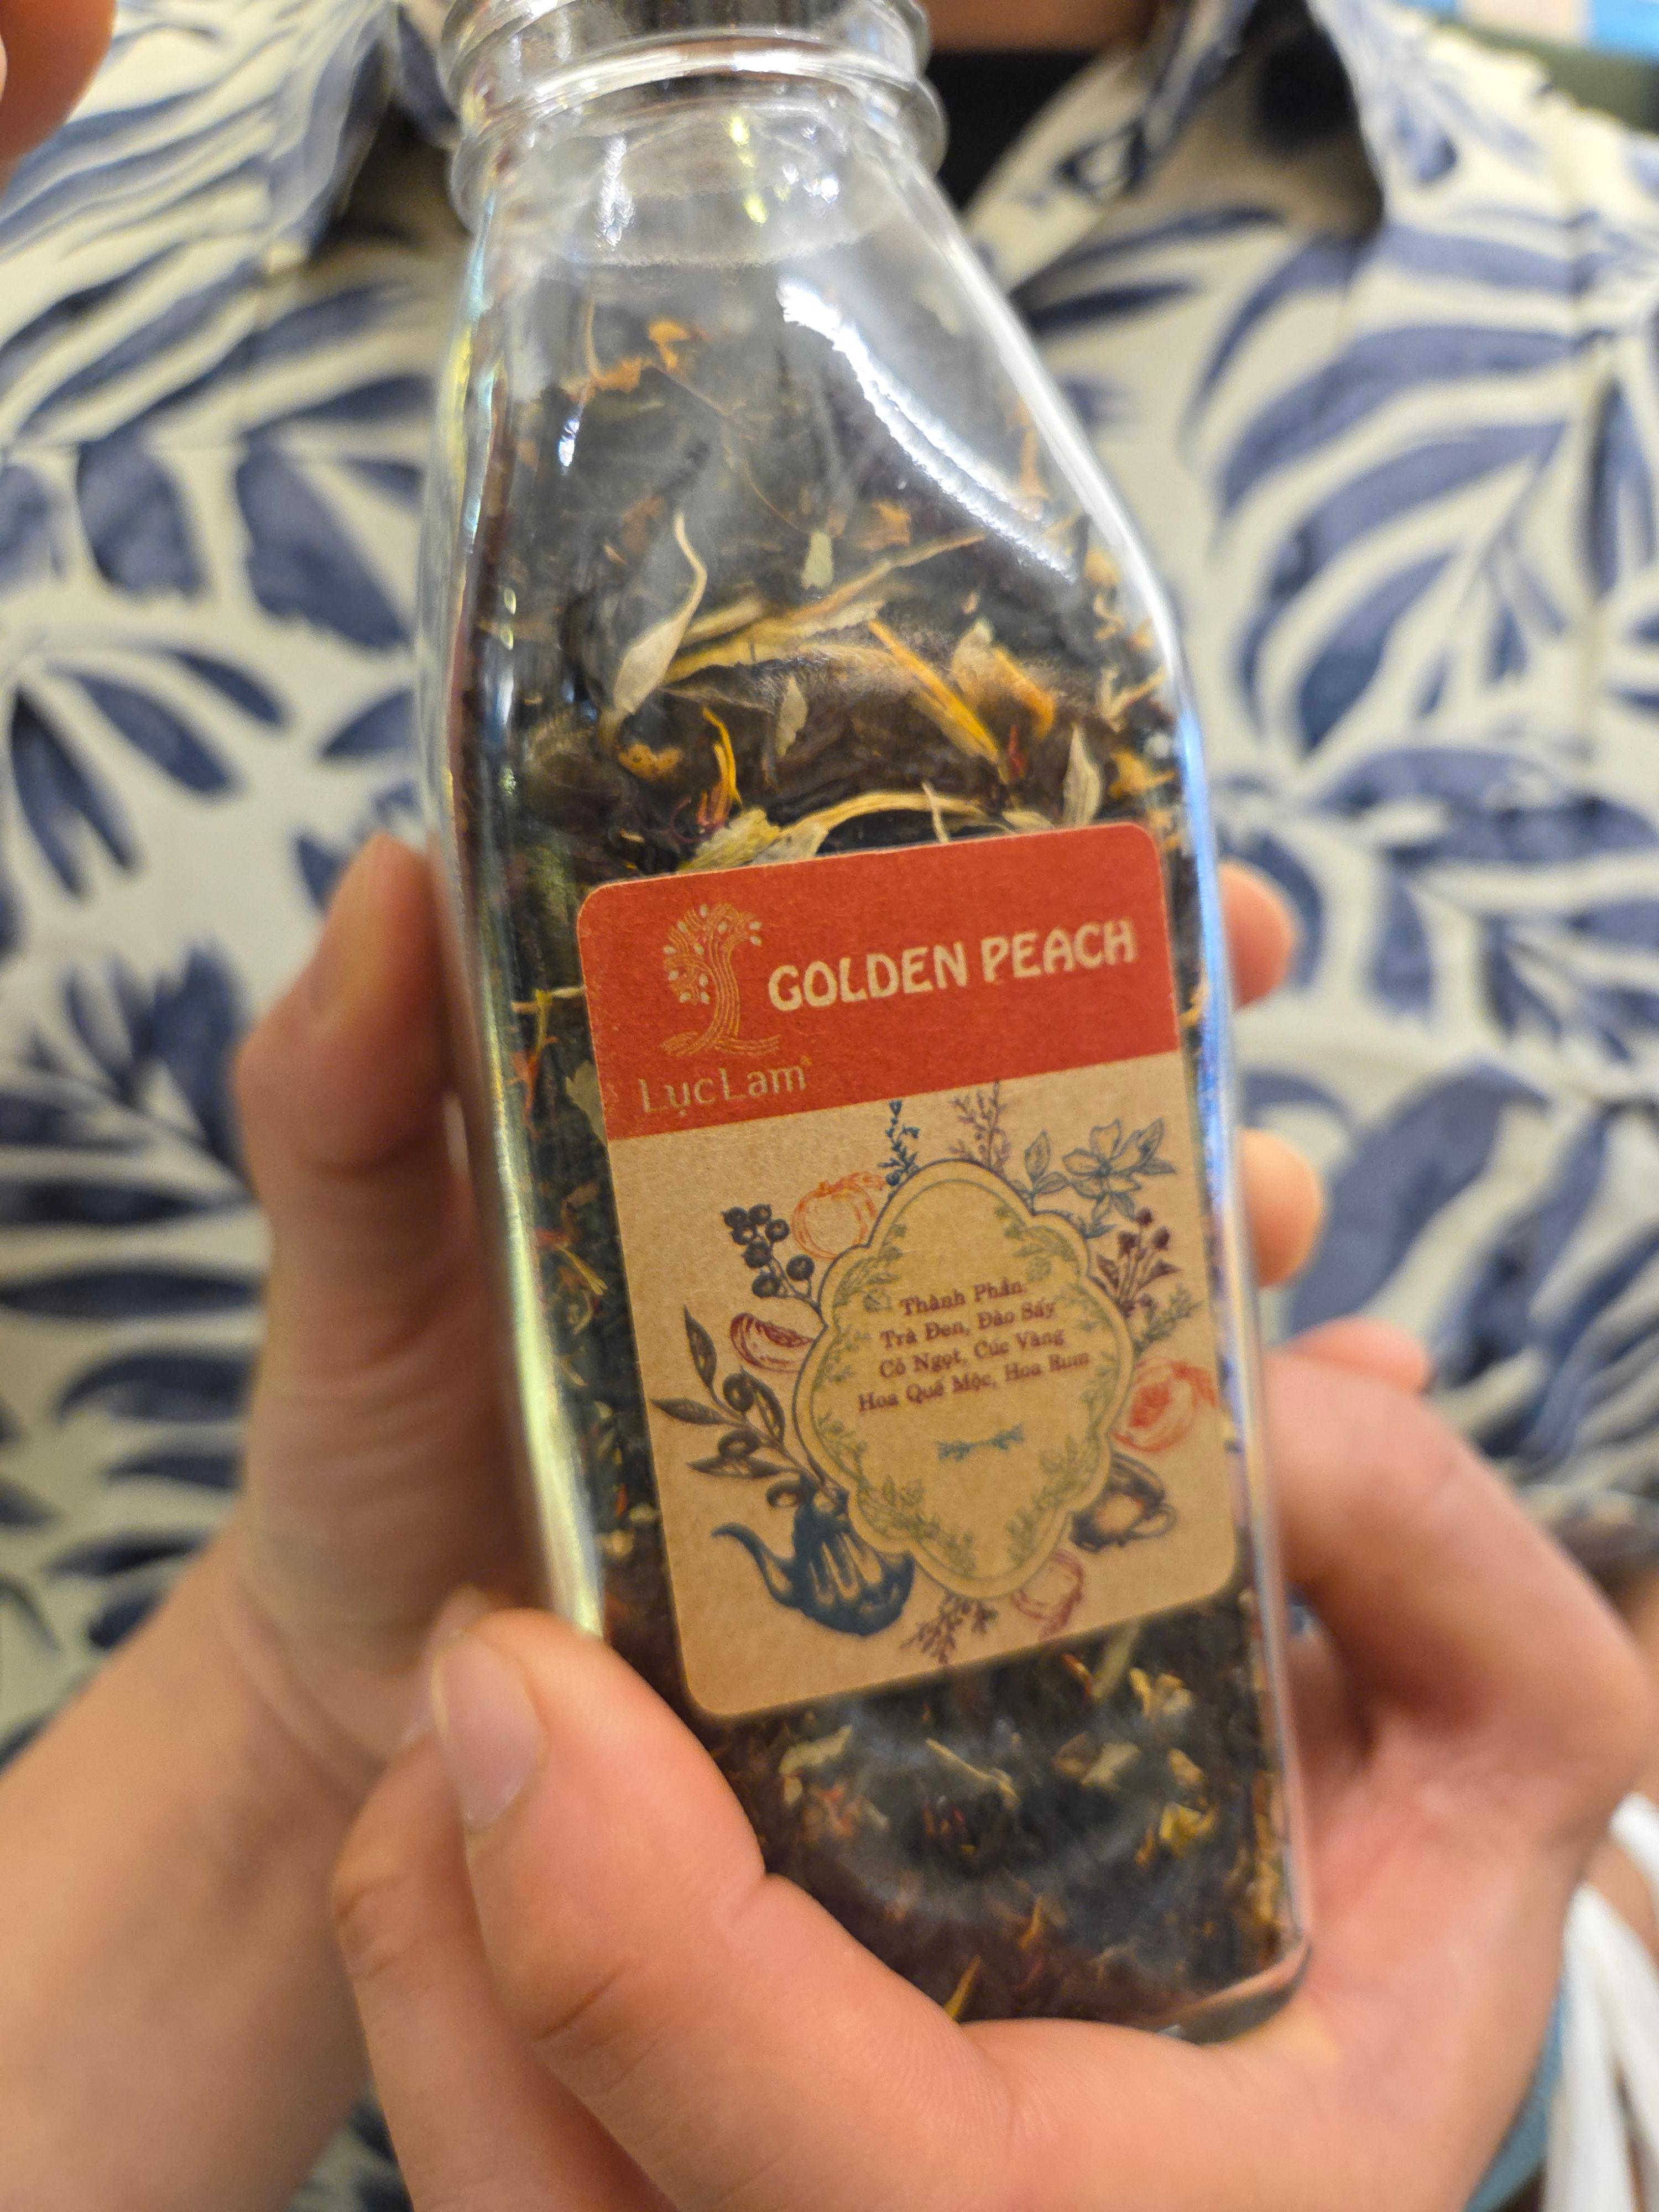 GOLDEN PEACH
LụcLam®
Thành Phần:
Trà Đen, Đào Sấy
Cỏ Ngọt, Cúc Vàng
Hoa Quế Mộc, Hoa Rum